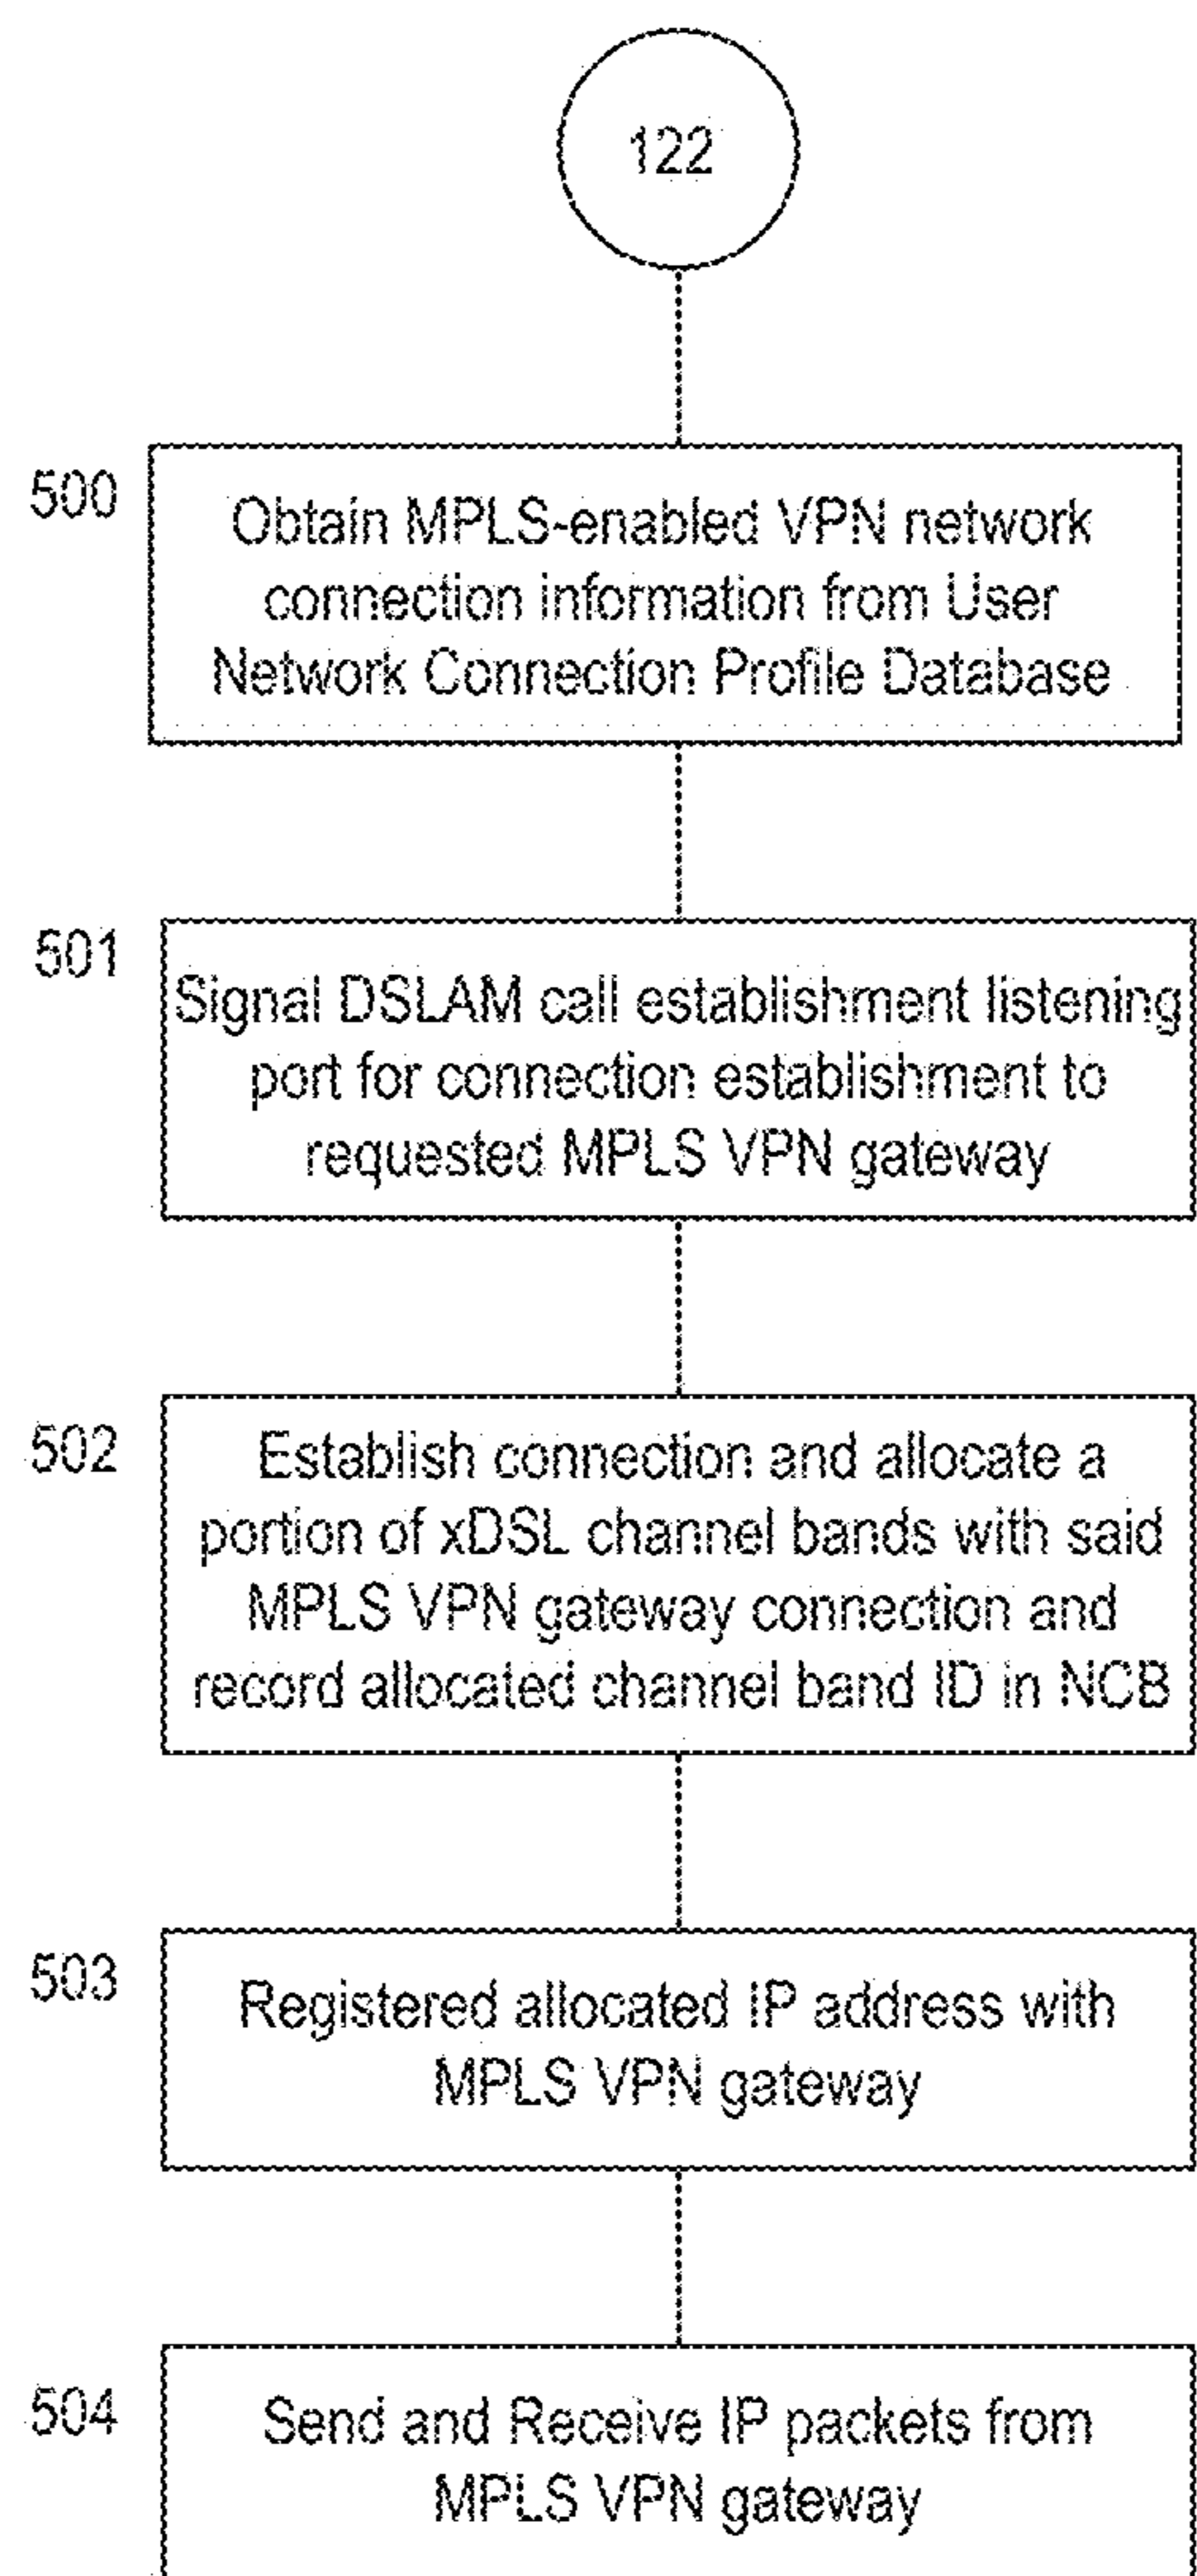 122
500
Obtain MPLS-enabled VPN network
connection information from User
Network Connection Profile Database
501
Signal DSLAM call establishment listening
port for connection establishment to
requested MPLS VPN gateway
502
Establish connection and allocate a
portion of xDSL channel bands with said
MPLS VPN gateway connection and
record allocated channel band ID in NCB
503
Registered allocated IP address with
MPLS VPN gateway
504
Send and Receive IP packets from
MPLS VPN gateway